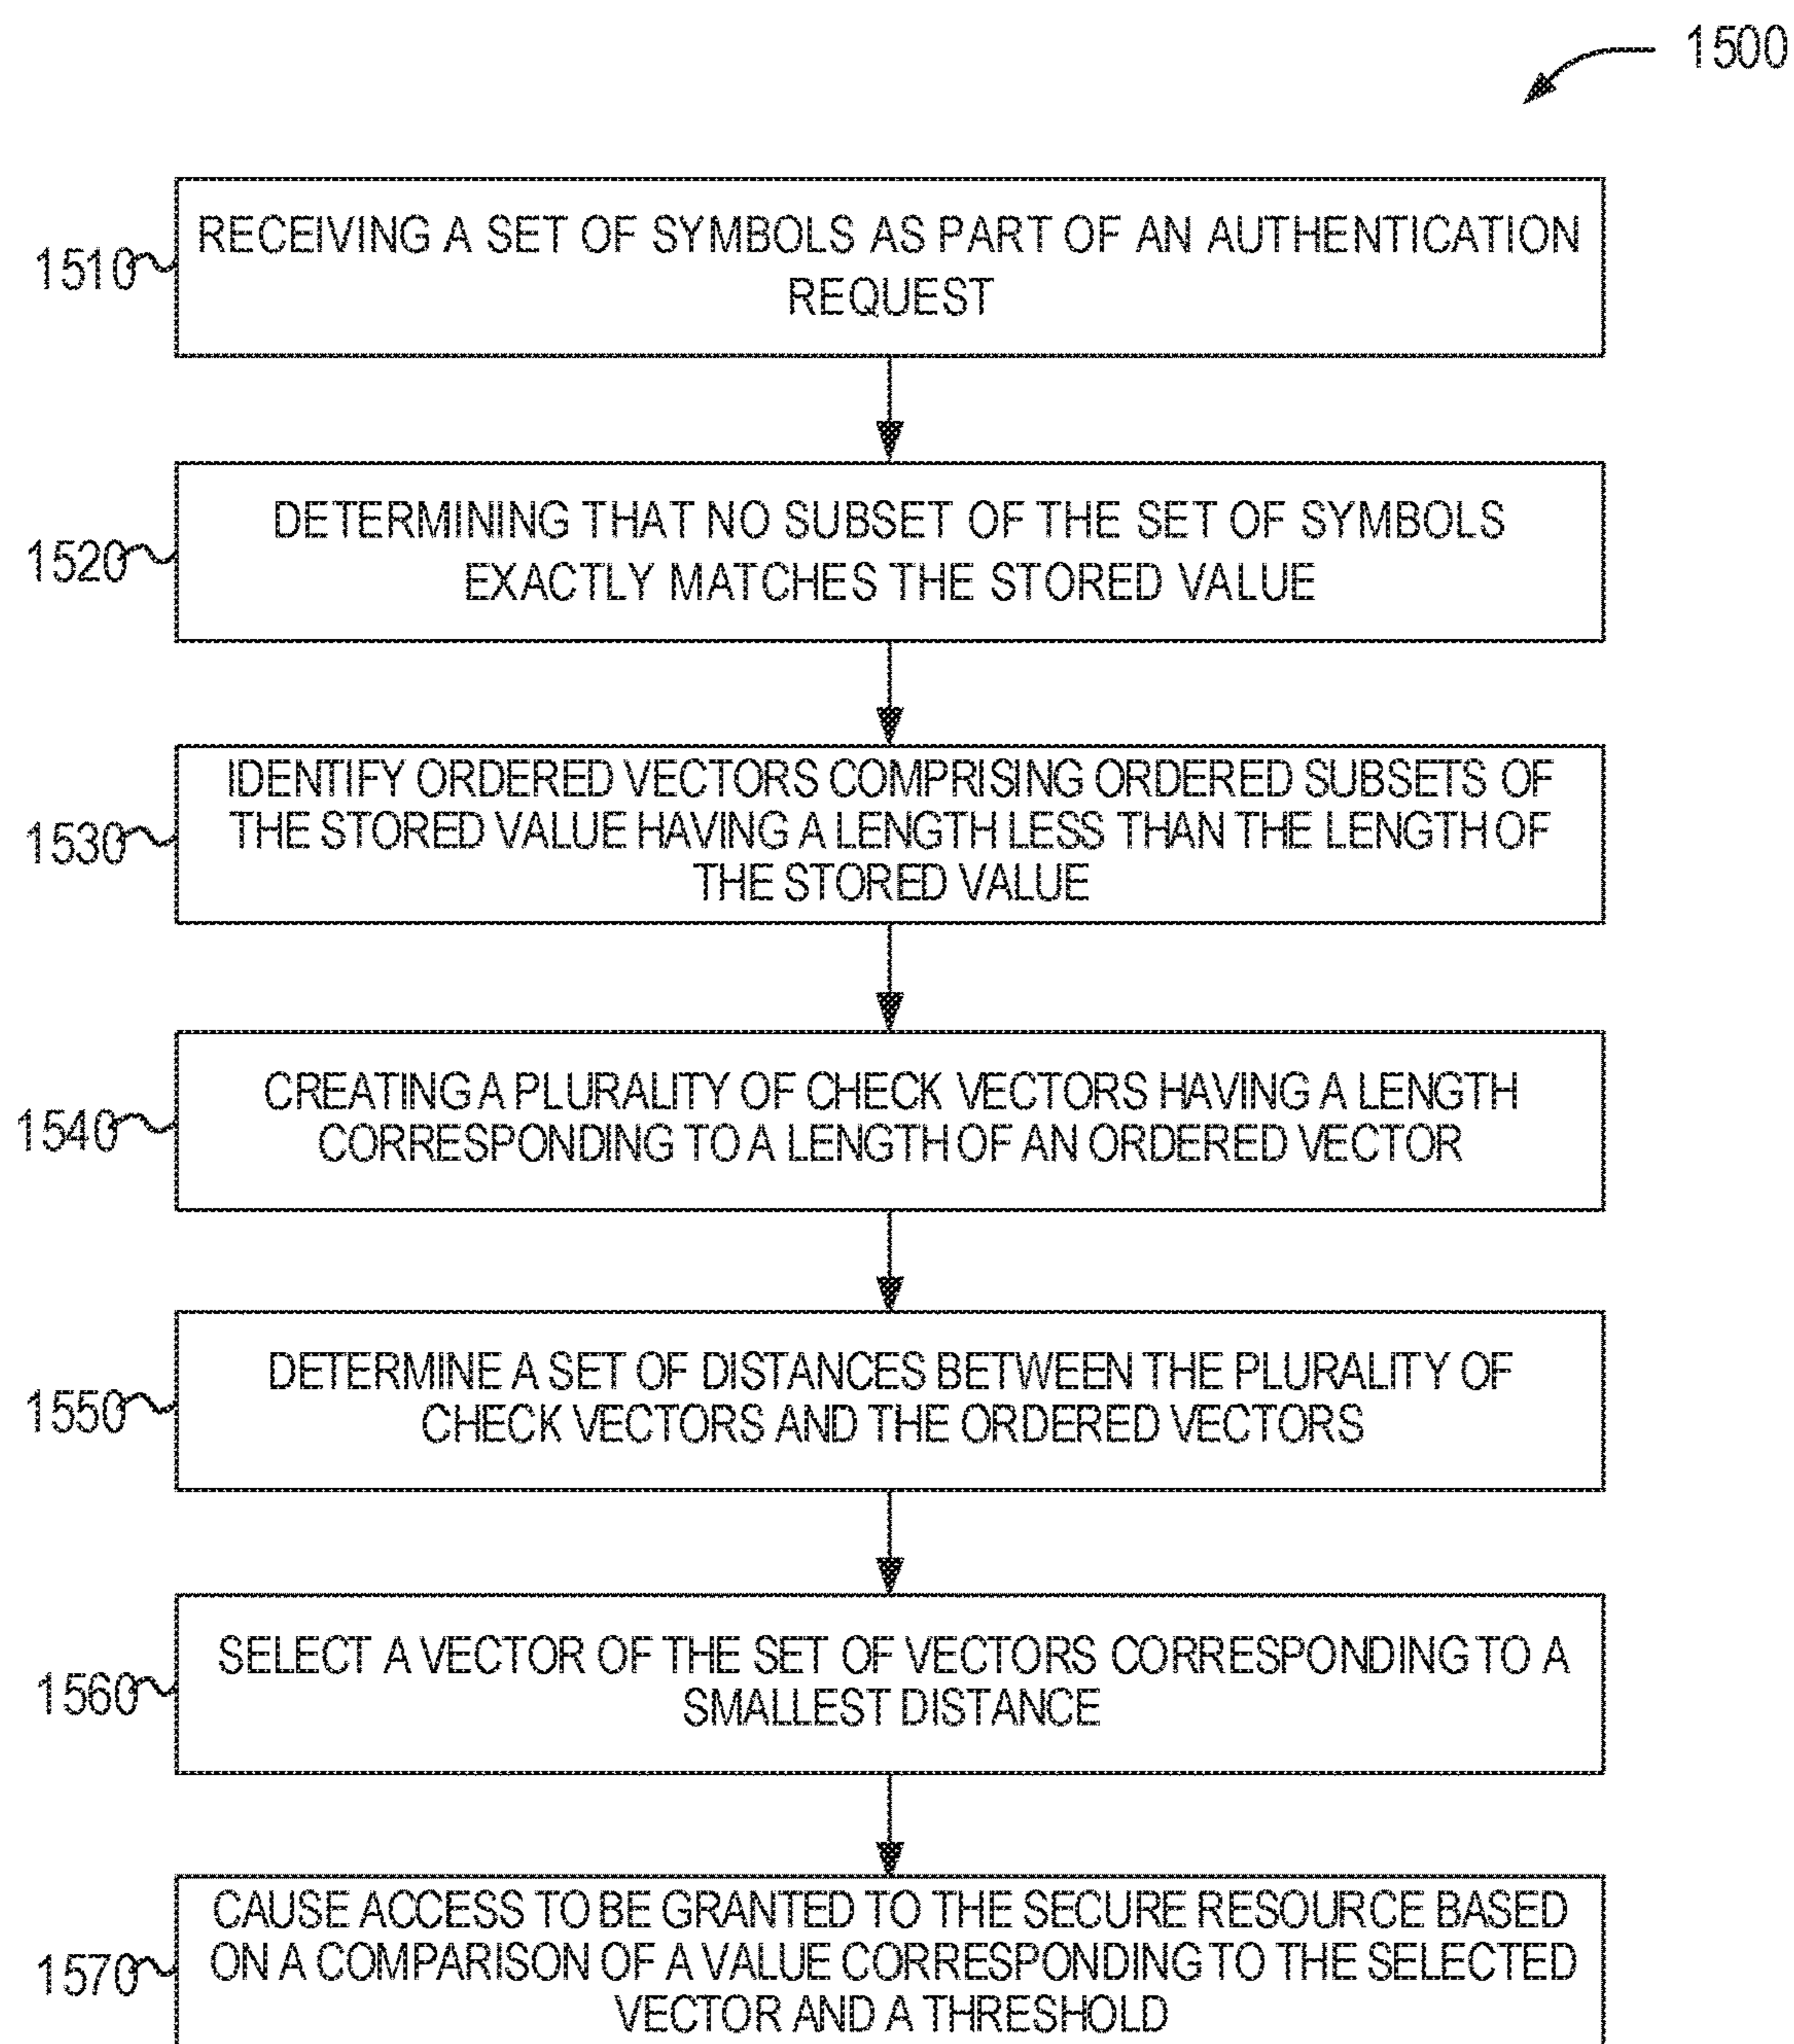 1500
1510
RECEIVING A SET OF SYMBOLS AS PART OF AN AUTHENTICATION
REQUEST
1520
DETERMINING THAT NO SUBSET OF THE SET OF SYMBOLS
EXACTLY MATCHES THE STORED VALUE
1530
IDENTIFY ORDERED VECTORS COMPRISING ORDERED SUBSETS OF
THE STORED VALUE HAVING A LENGTH LESS THAN THE LENGTH OF
THE STORED VALUE
1540
CREATING A PLURALITY OF CHECK VECTORS HAVING A LENGTH
CORRESPONDING TO A LENGTH OF AN ORDERED VECTOR
1550
DETERMINE A SET OF DISTANCES BETWEEN THE PLURALITY OF
CHECK VECTORS AND THE ORDERED VECTORS
1560
SELECT A VECTOR OF THE SET OF VECTORS CORRESPONDING TO A
SMALLEST DISTANCE
1570
CAUSE ACCESS TO BE GRANTED TO THE SECURE RESOURCE BASED
ON A COMPARISON OF A VALUE CORRESPONDING TO THE SELECTED
VECTOR AND A THRESHOLD